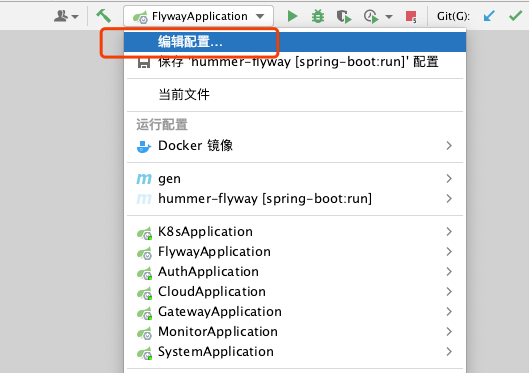 FlywayApplication
Git(G):
编辑配置...
保存 'hummer-flyway [spring-boot:run]' 配置
当前文件
运行配置
Docker 镜像
gen
hummer-flyway [spring-boot:run]
K8sApplication
FlywayApplication
AuthApplication
CloudApplication
GatewayApplication
MonitorApplication
SystemApplication